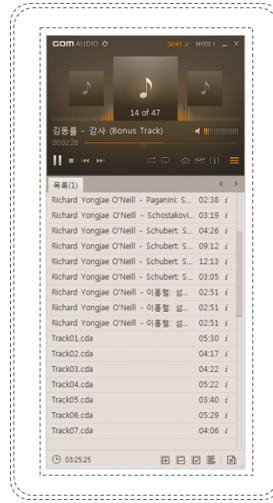 GOM AUDIO SKINS MODE 1
14 of 47
김동률 - 감사 (Bonus Track)
00:02:28
목록(1)
Richard Yongjae O'Neill - Paganini: S... 02:38 i
Richard Yongjae O'Neill - Schostakovi... 03:19 i
Richard Yongjae O'Neill - Schubert: S... 04:26 i
Richard Yongjae O'Neill - Schubert: S... 09:12 i
Richard Yongjae O'Neill - Schubert: S... 12:13 i
Richard Yongjae O'Neill - Schubert: S... 03:05 i
Richard Yongjae O'Neill - 이흥렬: 섬... 02:51 i
Richard Yongjae O'Neill - 이흥렬: 섬... 02:51 i
Richard Yongjae O'Neill - 이흥렬: 섬... 02:51 i
Track01.cda 05:30 i
Track02.cda 04:17 i
Track03.cda 04:22 i
Track04.cda 05:22 i
Track05.cda 03:40 i
Track06.cda 05:29 i
Track07.cda 04:06 i
03:25:25